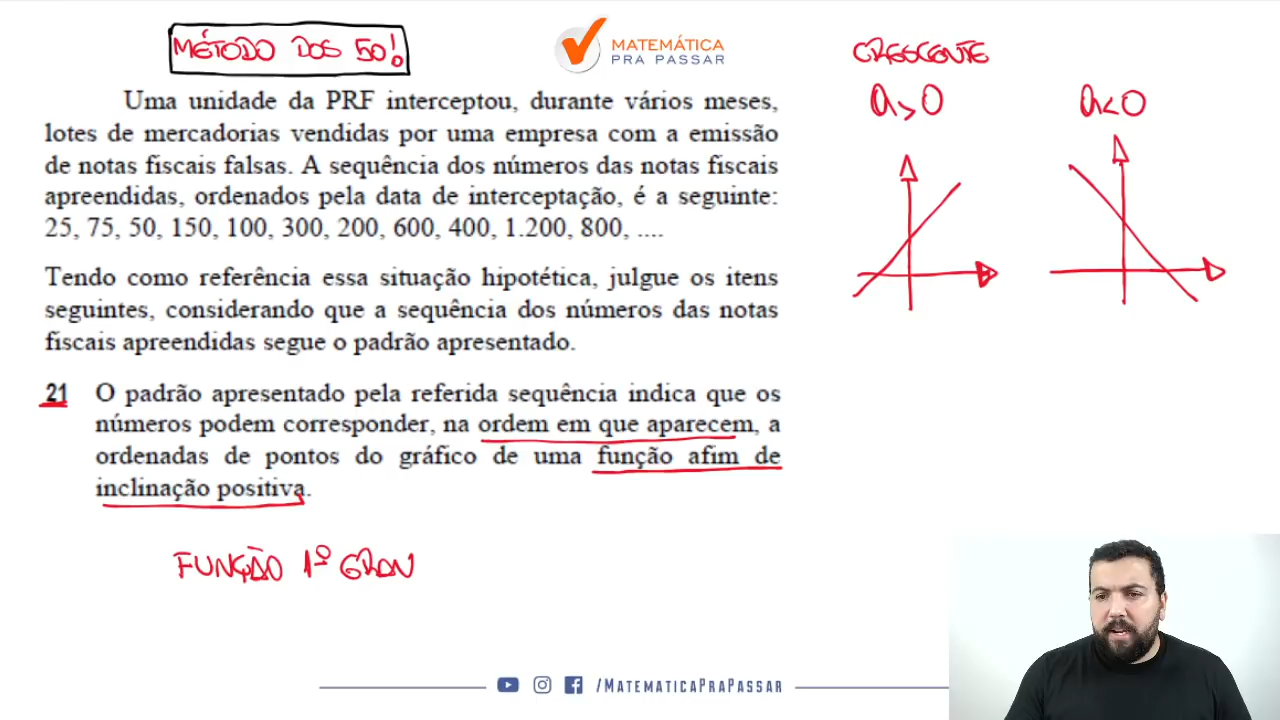 MÉTODO DOS 50!
MATEMÁTICA
PRA PASSAR
CRESCENTE
a>0
a<0
Uma unidade da PRF interceptou, durante vários meses,
lotes de mercadorias vendidas por uma empresa com a emissão
de notas fiscais falsas. A sequência dos números das notas fiscais
apreendidas, ordenados pela data de interceptação, é a seguinte:
25, 75, 50, 150, 100, 300, 200, 600, 400, 1.200, 800, ....
Tendo como referência essa situação hipotética, julgue os itens
seguintes, considerando que a sequência dos números das notas
fiscais apreendidas segue o padrão apresentado.
21 O padrão apresentado pela referida sequência indica que os
números podem corresponder, na ordem em que aparecem, a
ordenadas de pontos do gráfico de uma função afim de
inclinação positiva.
FUNÇÃO 1º GRAU
/MATEMATICAPRAPASSAR